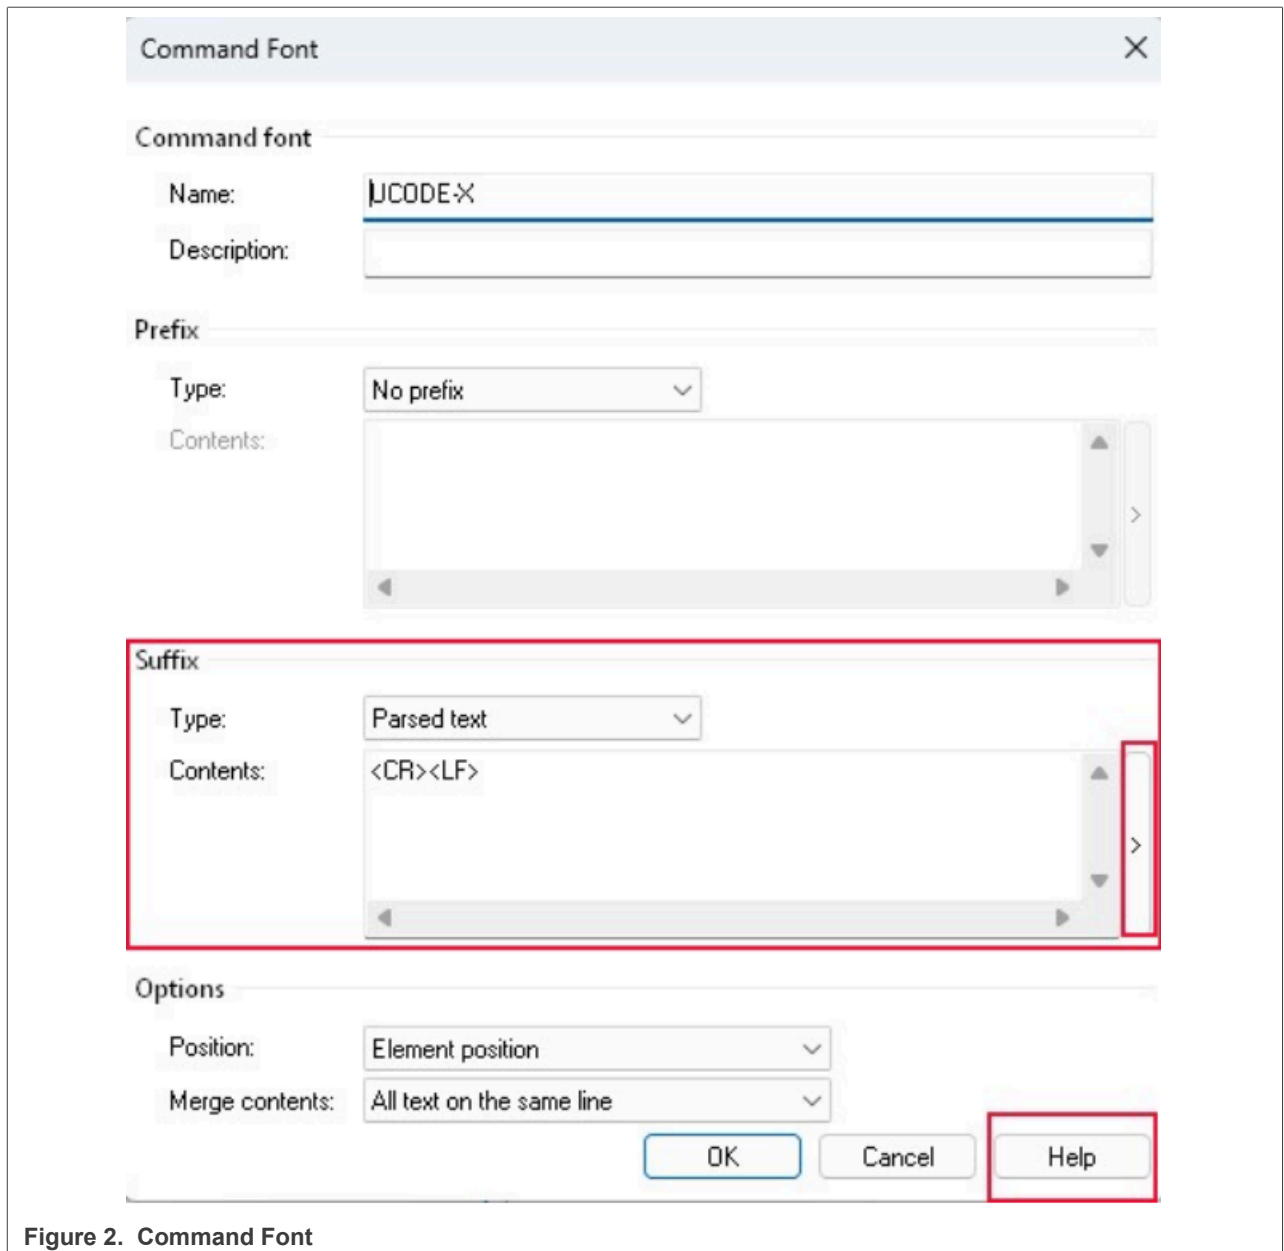 Command Font
Command font
Name: UCODE-X
Description:
Prefix
Type: No prefix
Contents:
Suffix
Type: Parsed text
Contents: <CR><LF>
Options
Position: Element position
Merge contents: All text on the same line
OK Cancel Help
Figure 2. Command Font